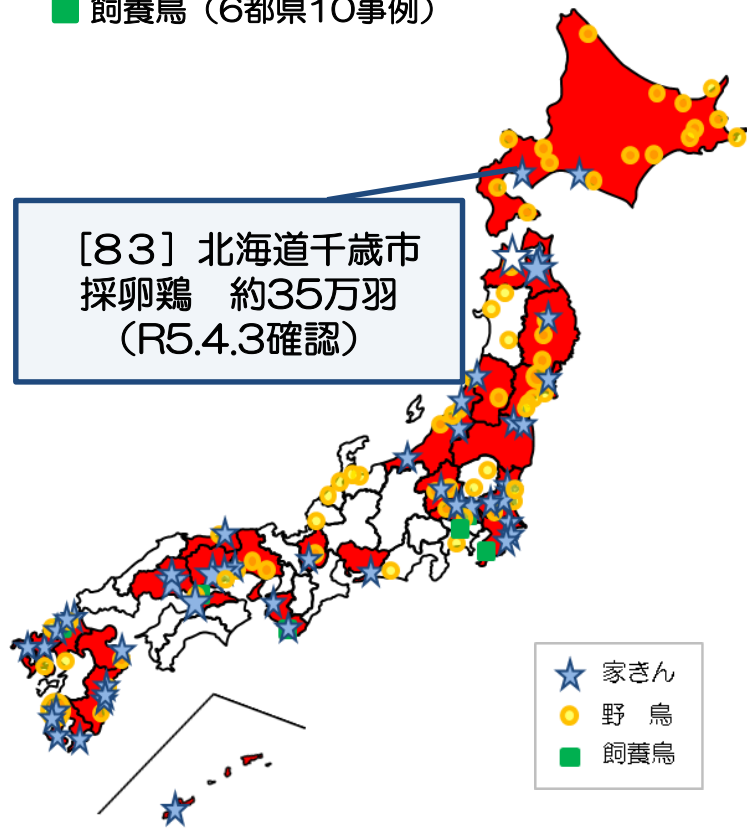 飼養鳥（6都県10事例）
［８３］北海道千歳市
採卵鶏　約35万羽
（R5.4.3確認）
家きん
野　鳥
飼養鳥